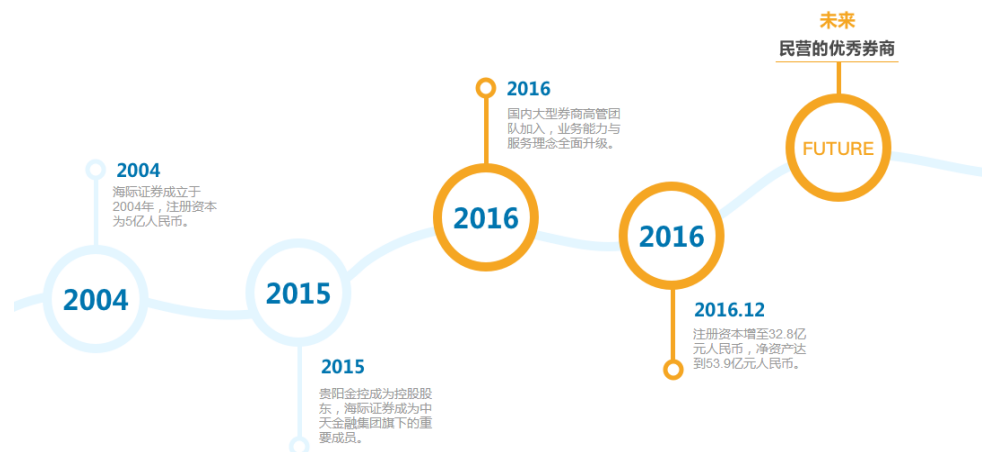 2004
2004
海际证券成立于
2004年，注册资本
为5亿人民币。
2015
2015
贵阳金控成为控股股
东，海际证券成为中
天金融集团旗下的重
要成员。
2016
2016
国内大型券商高管团
队加入，业务能力与
服务理念全面升级。
2016
2016.12
注册资本增至32.8亿
元人民币，净资产达
到53.9亿元人民币。
未来
民营的优秀券商
FUTURE